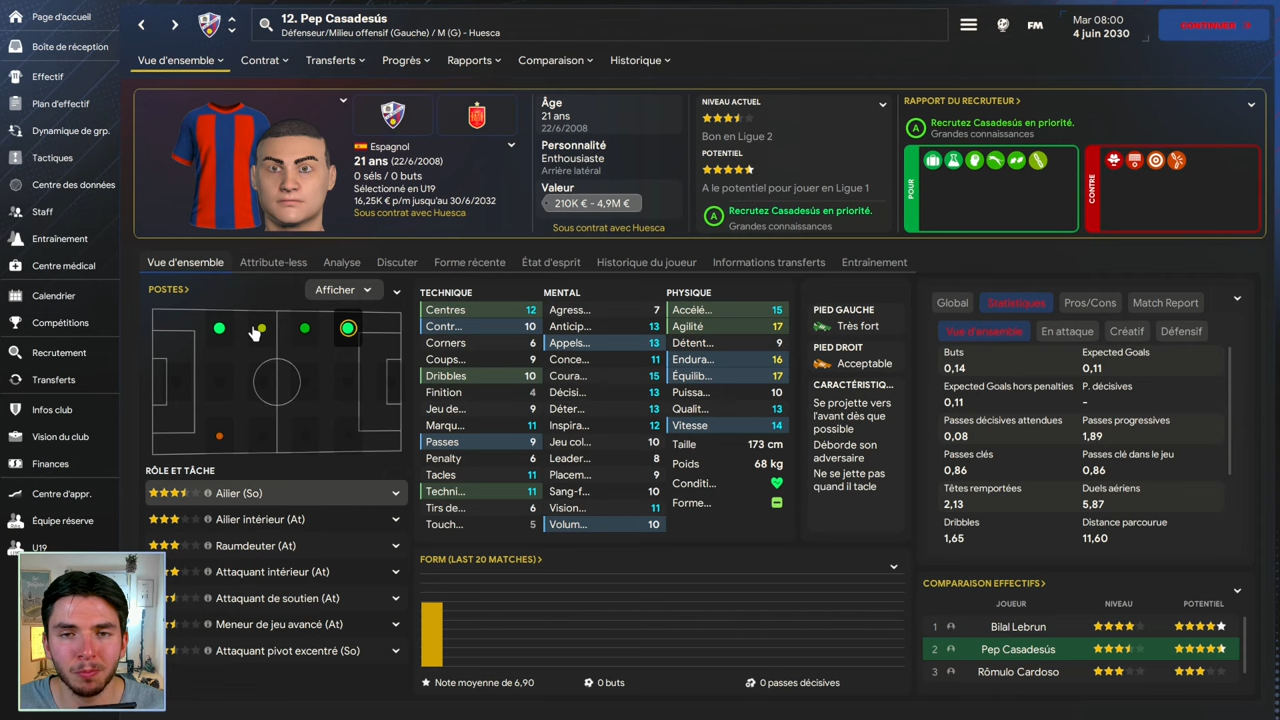 Page d'accueil
Boîte de réception
Effectif
Plan d'effectif
Dynamique de grp.
Tactiques
Centre des données
Staff
Entraînement
Centre médical
Calendrier
Compétitions
Recrutement
Transferts
Infos club
Vision du club
Finances
Centre d'appr.
Équipe réserve
U19
12. Pep Casadesús
Défenseur/Milieu offensif (Gauche) / M (G) - Huesca
FM
Mar 08:00
4 juin 2030
CONTINUER
Vue d'ensemble
Contrat
Transferts
Progrès
Rapports
Comparaison
Historique
Espagnol
21 ans (22/6/2008)
0 séls / 0 buts
Sélectionné en U19
16,25K € p/m jusqu'au 30/6/2032
Sous contrat avec Huesca
Âge
21 ans
22/6/2008
Personnalité
Enthousiaste
Arrière latéral
Valeur
210K € - 4,9M €
Sous contrat avec Huesca
NIVEAU ACTUEL
Bon en Ligue 2
POTENTIEL
A le potentiel pour jouer en Ligue 1
A
Recrutez Casadesús en priorité.
Grandes connaissances
RAPPORT DU RECRUTEUR >
A
Recrutez Casadesús en priorité.
Grandes connaissances
POUR
CONTRE
Vue d'ensemble
Attribute-less
Analyse
Discuter
Forme récente
État d'esprit
Historique du joueur
Informations transferts
Entraînement
POSTES >
Afficher
RÔLE ET TÂCHE
Ailier (So)
Ailier intérieur (At)
Raumdeuter (At)
Attaquant intérieur (At)
Attaquant de soutien (At)
Meneur de jeu avancé (At)
Attaquant pivot excentré (So)
TECHNIQUE
Centres 12
Contr... 10
Corners 6
Coups... 9
Dribbles 10
Finition 4
Jeu de... 9
Marqu... 11
Passes 9
Penalty 6
Tacles 11
Techni... 11
Tirs de... 6
Touch... 5
MENTAL
Agress... 7
Anticip... 13
Appels... 13
Conce... 11
Coura... 15
Décisi... 13
Déter... 13
Inspira... 12
Jeu col... 10
Leader... 8
Placem... 9
Sang-f... 10
Vision... 11
Volum... 10
PHYSIQUE
Accélé... 15
Agilité 17
Détent... 9
Endura... 16
Équilib... 17
Puissa... 10
Qualit... 13
Vitesse 14
Taille 173 cm
Poids 68 kg
Conditi...
Forme...
PIED GAUCHE
Très fort
PIED DROIT
Acceptable
CARACTÉRISTIQ...
Se projette vers
l'avant dès que
possible
Déborde son
adversaire
Ne se jette pas
quand il tacle
FORM (LAST 20 MATCHES) >
Note moyenne de 6,90
0 buts
0 passes décisives
Global
Statistiques
Pros/Cons
Match Report
Vue d'ensemble
En attaque
Créatif
Défensif
Buts
0,14
Expected Goals
0,11
Expected Goals hors penalties
0,11
P. décisives
-
Passes décisives attendues
0,08
Passes progressives
1,89
Passes clés
0,86
Passes clé dans le jeu
0,86
Têtes remportées
2,13
Duels aériens
5,87
Dribbles
1,65
Distance parcourue
11,60
COMPARAISON EFFECTIFS >
JOUEUR NIVEAU POTENTIEL
1 Bilal Lebrun
2 Pep Casadesús
3 Rômulo Cardoso